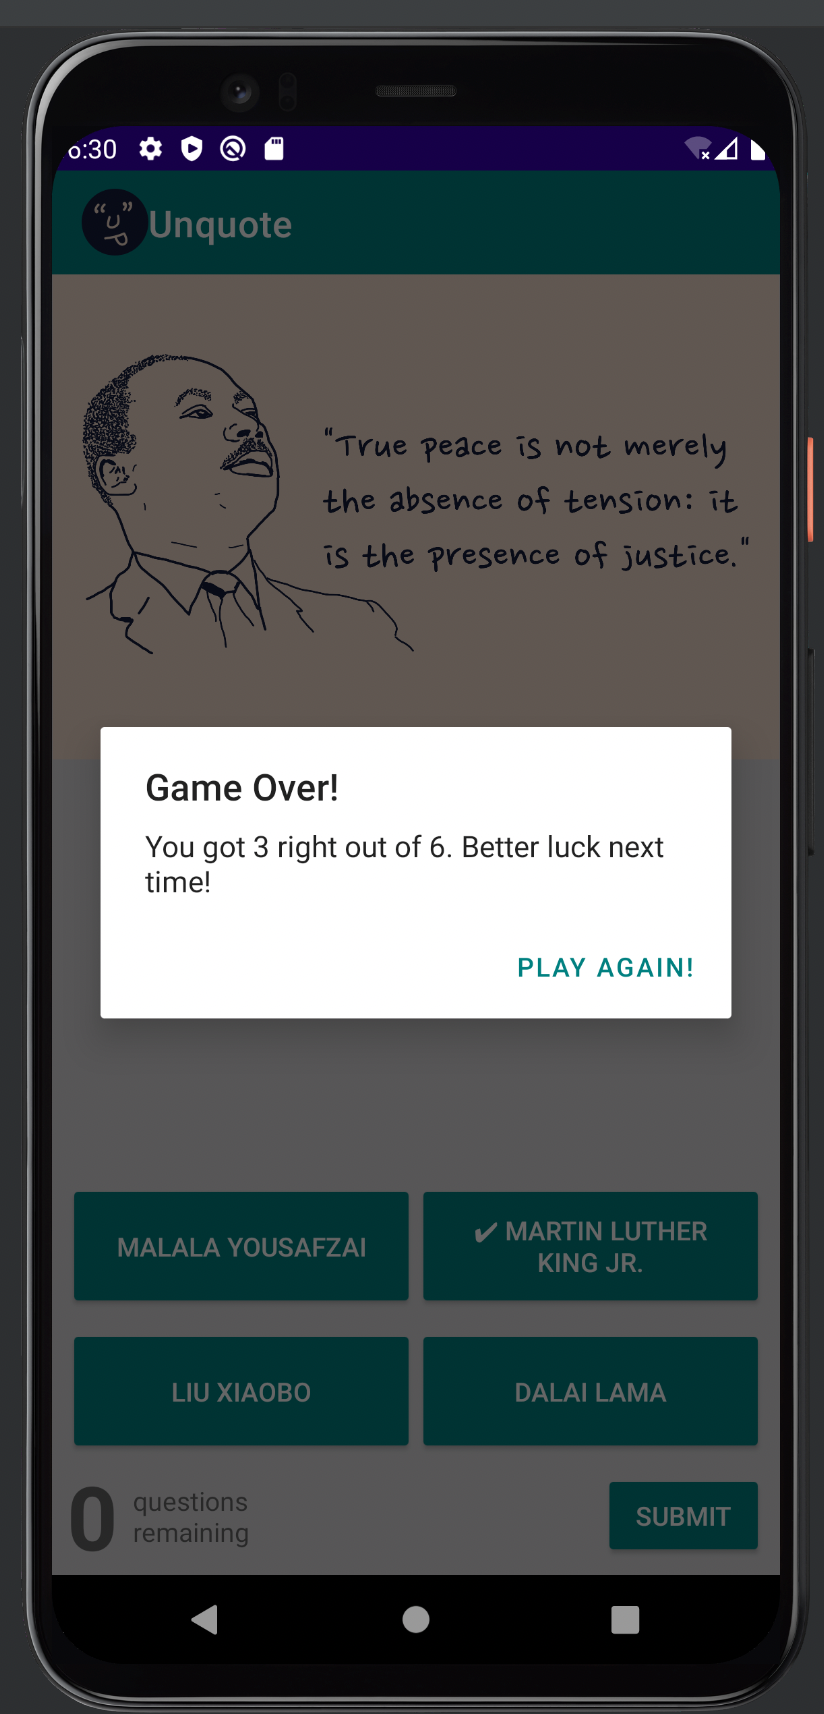 6:30
“UP”
Unquote
"True peace is not merely
the absence of tension: it
is the presence of justice."
Game Over!
You got 3 right out of 6. Better luck next
time!
PLAY AGAIN!
MALALA YOUSAFZAI
✔ MARTIN LUTHER
KING JR.
LIU XIAOBO
DALAI LAMA
0
questions
remaining
SUBMIT